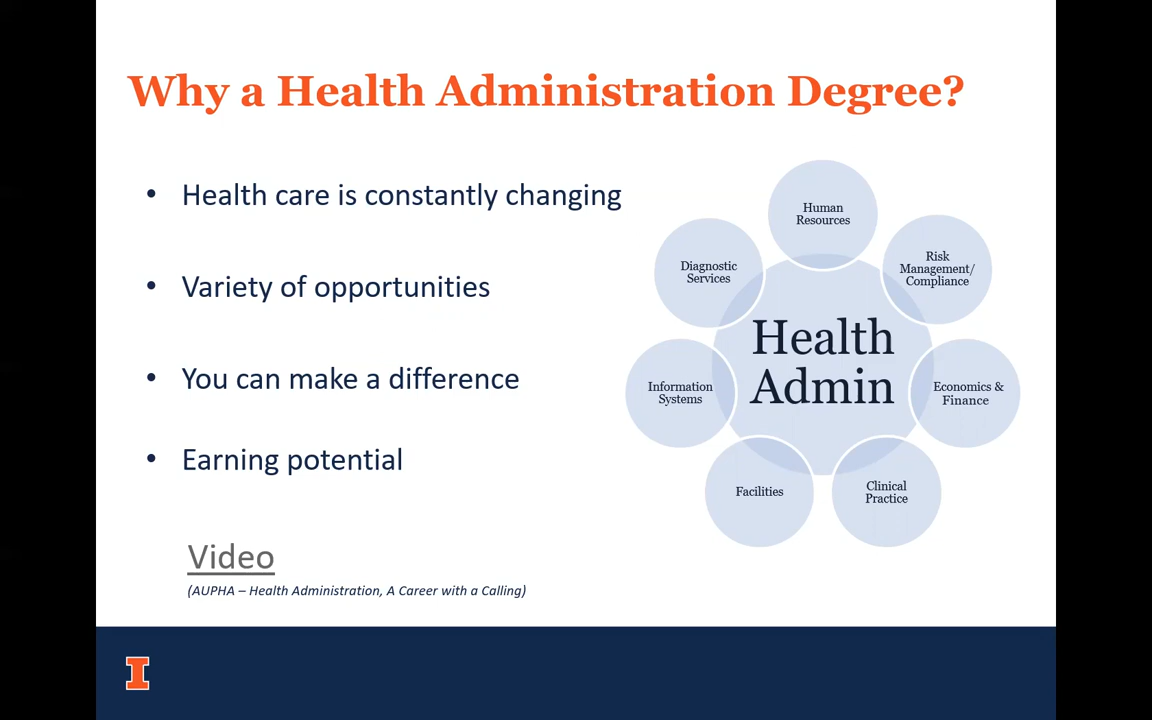 Why a Health Administration Degree?
• Health care is constantly changing
• Variety of opportunities
• You can make a difference
• Earning potential
Video
(AUPHA – Health Administration, A Career with a Calling)
Human
Resources
Risk
Management/
Compliance
Economics &
Finance
Clinical
Practice
Facilities
Information
Systems
Diagnostic
Services
Health
Admin
I